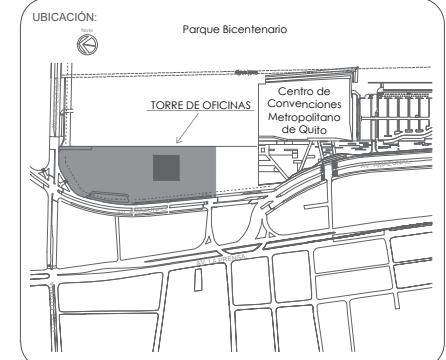 UBICACIÓN:
Norte
Parque Bicentenario
TORRE DE OFICINAS
Centro de
Convenciones
Metropolitano
de Quito
AV. LA PRENSA